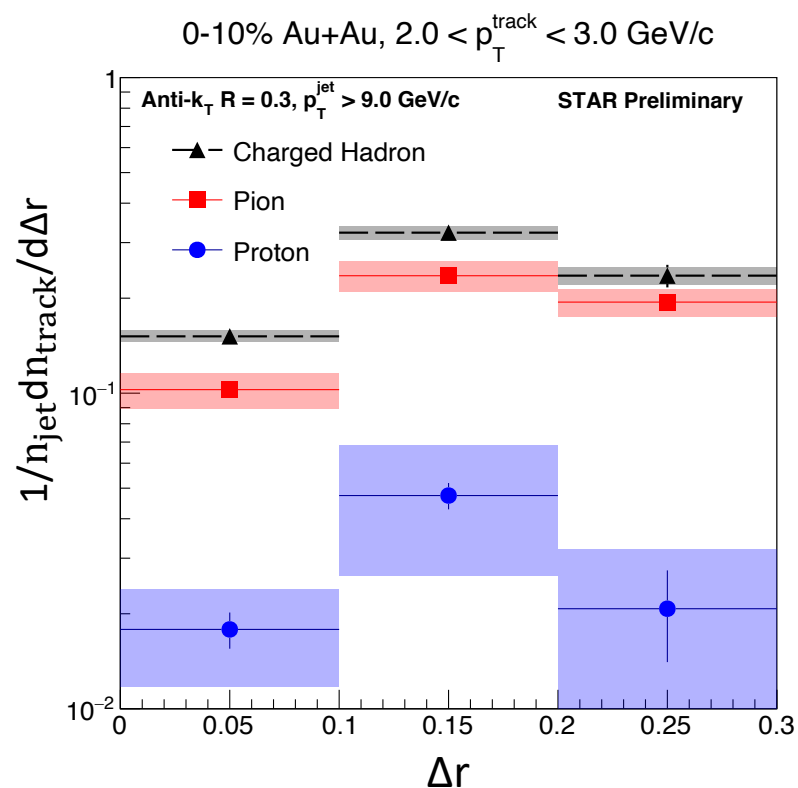 0-10% Au+Au, 2.0 < p_T^track < 3.0 GeV/c
Anti-k_T R = 0.3, p_T^jet > 9.0 GeV/c
STAR Preliminary
Charged Hadron
Pion
Proton
1/n_jet dn_track/dΔr
1
10⁻¹
10⁻²
0 0.05 0.1 0.15 0.2 0.25 0.3
Δr